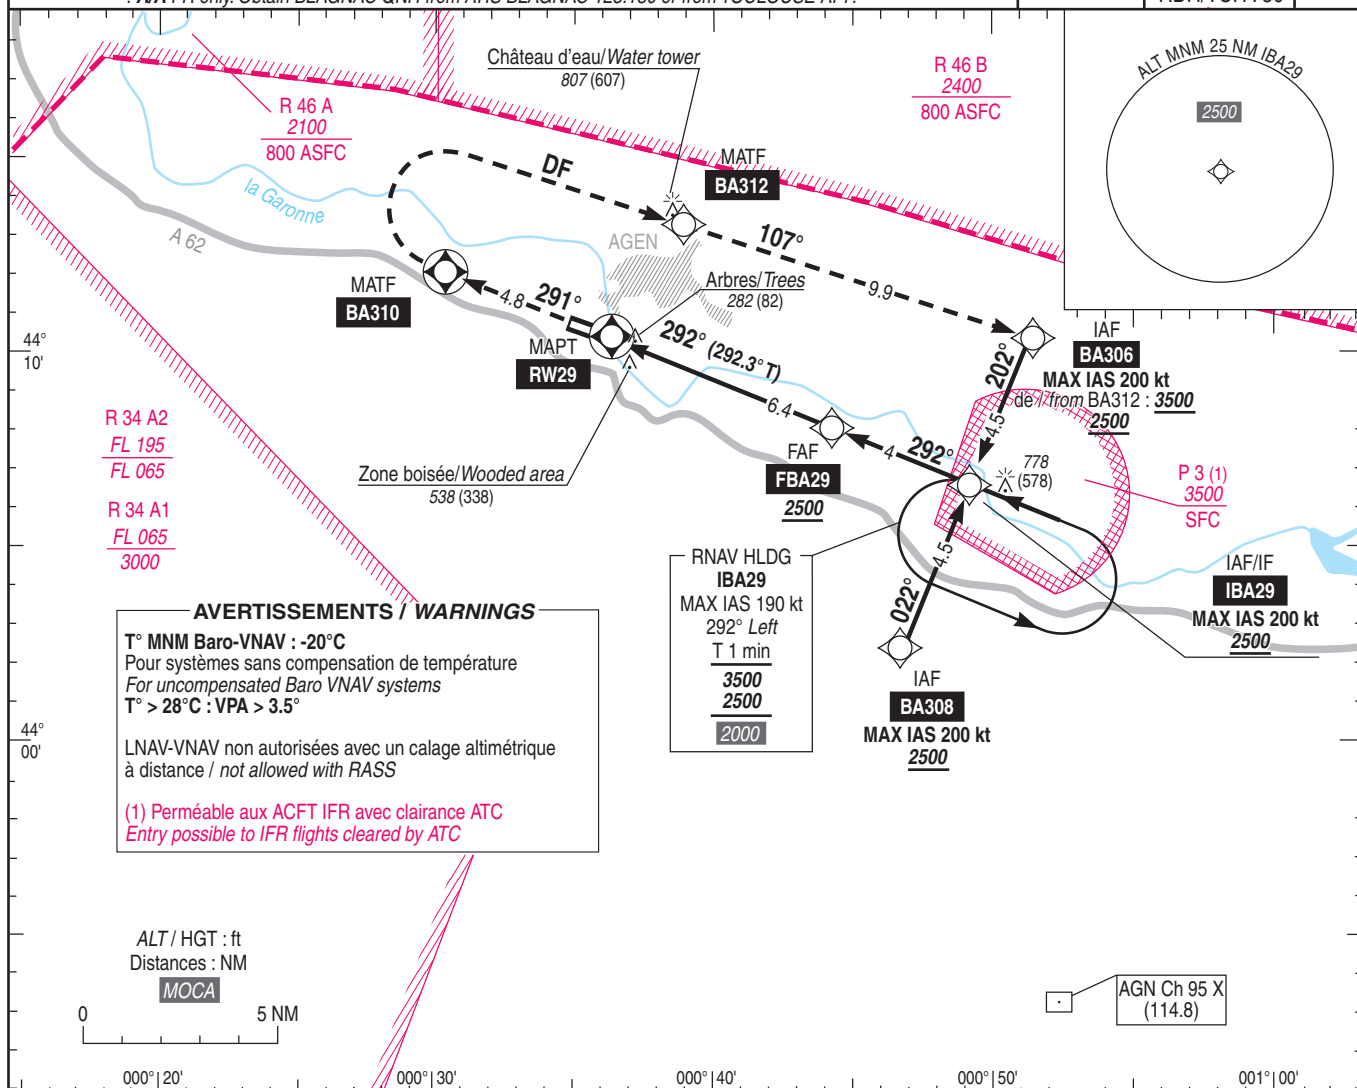 ALT MNM 25 NM IBA29
2500
Château d'eau/Water tower
807 (607)
R 46 B
2400
800 ASFC
R 46 A
2100
800 ASFC
MATF
BA312
DF
la Garonne
A 62
AGEN
107°
9.9
MATF
BA310
4.8
291°
Arbres/Trees
282 (82)
MAPT
RW29
292° (292.3° T)
6.4
IAF
BA306
MAX IAS 200 kt
de / from BA312 : 3500
2500
202°
4.5
44°
10'
R 34 A2
FL 195
FL 065
R 34 A1
FL 065
3000
Zone boisée/Wooded area
538 (338)
FAF
FBA29
2500
4
292°
778
(578)
P 3 (1)
3500
SFC
RNAV HLDG
IBA29
MAX IAS 190 kt
292° Left
T 1 min
3500
2500
2000
4.5
022°
IAF/IF
IBA29
MAX IAS 200 kt
2500
IAF
BA308
MAX IAS 200 kt
2500
AVERTISSEMENTS / WARNINGS
T° MNM Baro-VNAV : -20°C
Pour systèmes sans compensation de température
For uncompensated Baro VNAV systems
T° > 28°C : VPA > 3.5°
LNAV-VNAV non autorisées avec un calage altimétrique
à distance / not allowed with RASS
(1) Perméable aux ACFT IFR avec clairance ATC
Entry possible to IFR flights cleared by ATC
44°
00'
ALT / HGT : ft
Distances : NM
MOCA
0 5 NM
AGN Ch 95 X
(114.8)
000°20' 000°30' 000°40' 000°50' 001°00'